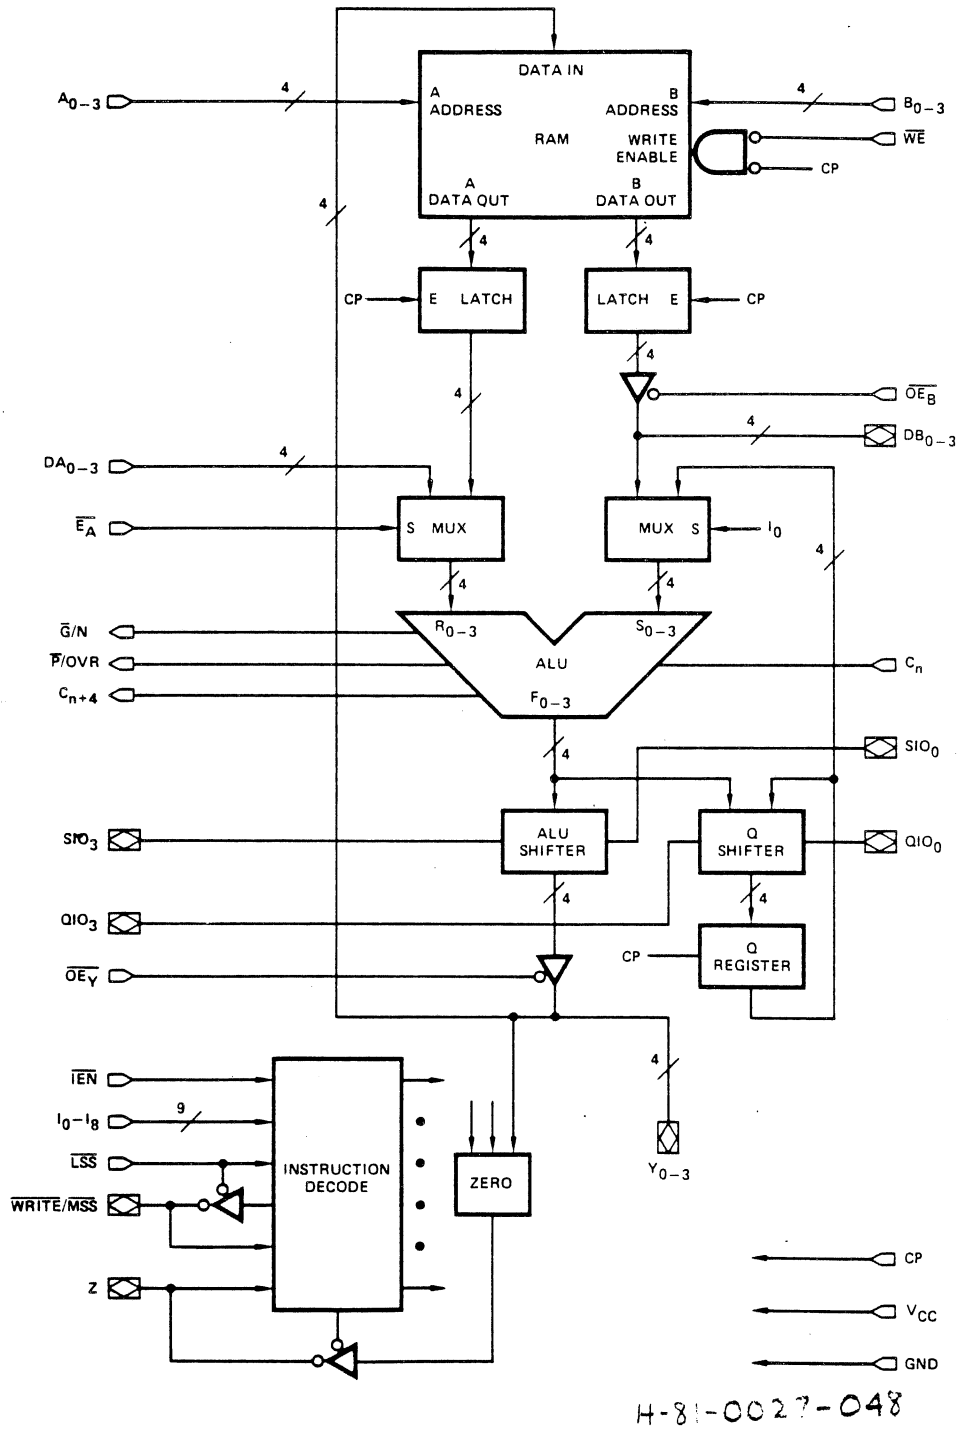 DATA IN
A0-3
4
A
ADDRESS
B
ADDRESS
4
B0-3
RAM
WRITE
ENABLE
WE
CP
A
DATA OUT
B
DATA OUT
4
4
4
CP
E LATCH
LATCH E
CP
4
4
OEB
4
DB0-3
DA0-3
4
EA
S MUX
MUX S
I0
4
4
4
G/N
R0-3
S0-3
P/OVR
ALU
Cn
Cn+4
F0-3
4
SIO0
SIO3
ALU
SHIFTER
Q
SHIFTER
QIO0
4
4
QIO3
CP
Q
REGISTER
OEY
4
Y0-3
IEN
I0-I8
9
LSS
INSTRUCTION
DECODE
ZERO
WRITE/MSS
Z
CP
VCC
GND
H-81-0027-048